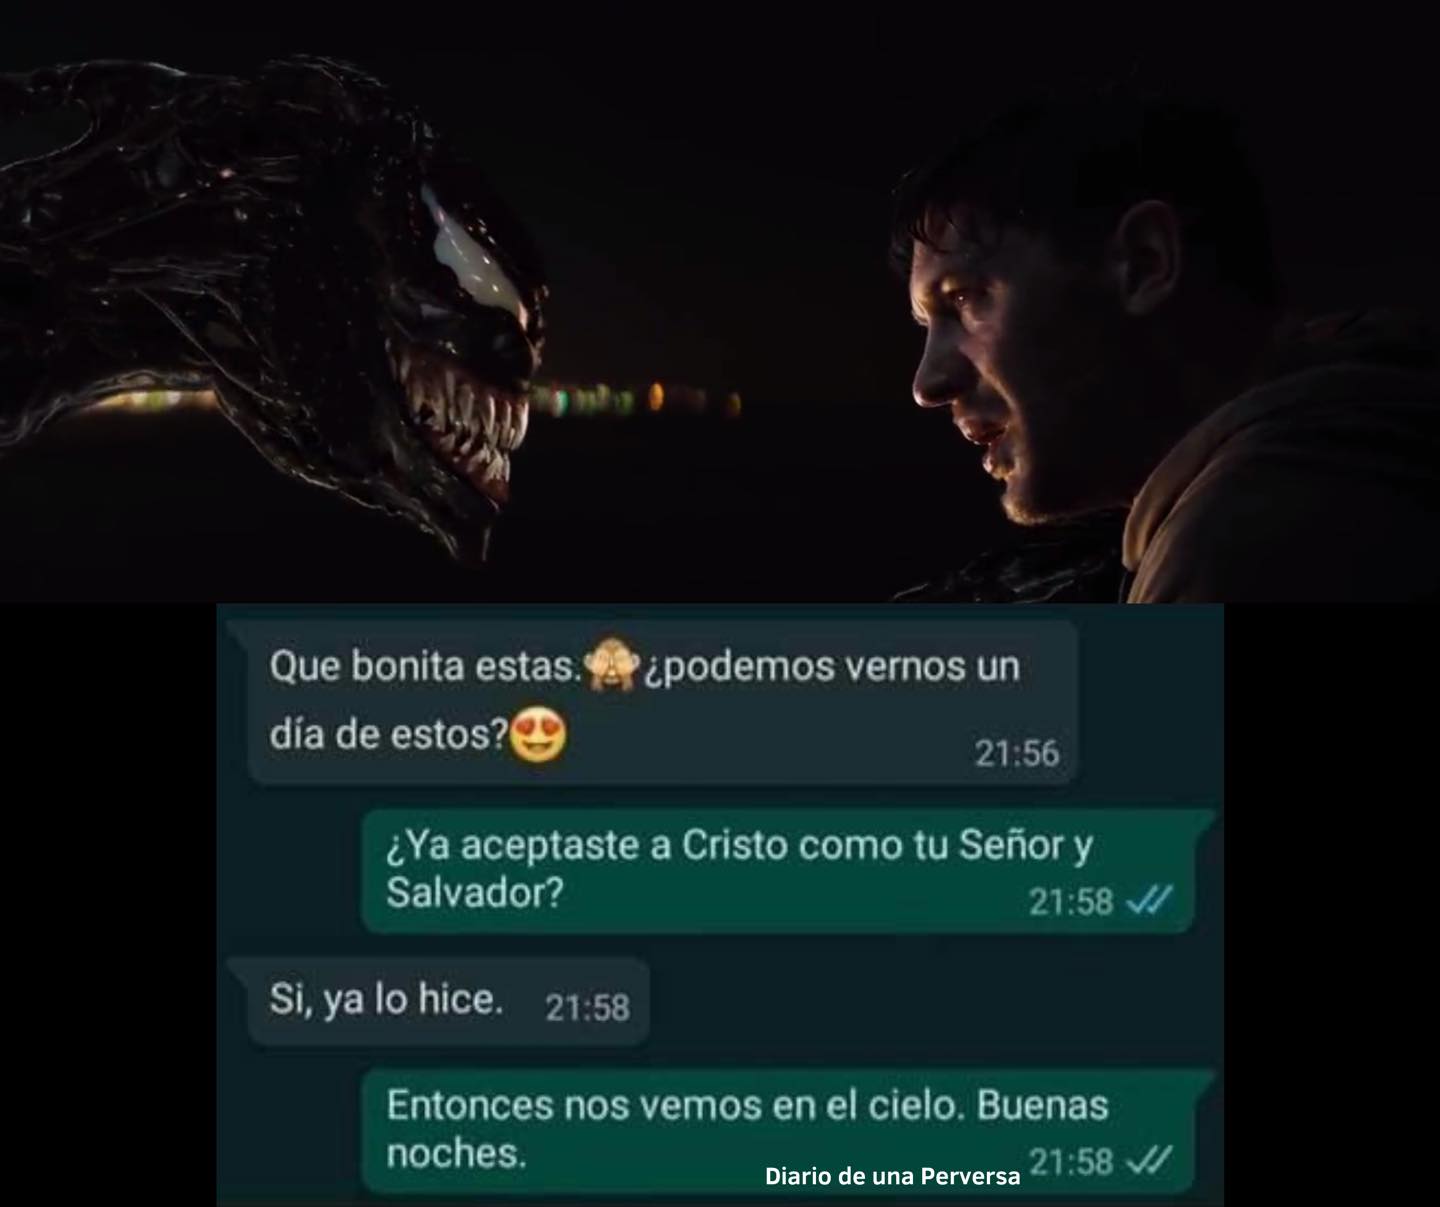 Que bonita estas.🙈¿podemos vernos un
día de estos?😍
21:56
¿Ya aceptaste a Cristo como tu Señor y
Salvador?
21:58
Si, ya lo hice. 21:58
Entonces nos vemos en el cielo. Buenas
noches.
21:58
Diario de una Perversa